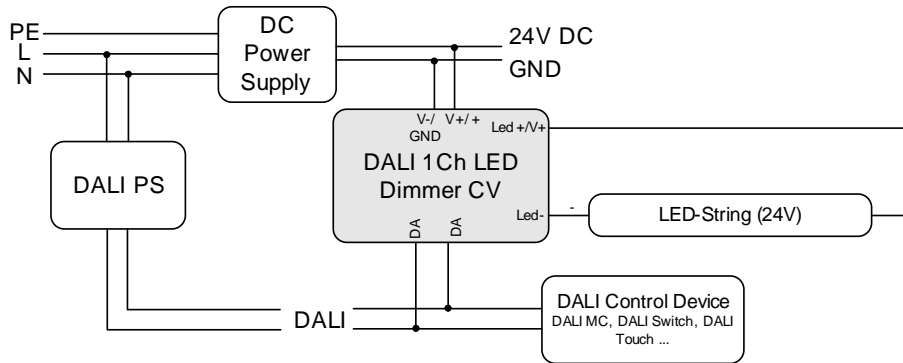 PE
L
N
DC
Power
Supply
24V DC
GND
V-/
GND
V+/ +
Led +/V+
DALI 1Ch LED
Dimmer CV
DALI PS
Led-
-
LED-String (24V)
DA
DA
DALI
DALI Control Device
DALI MC, DALI Switch, DALI
Touch ...